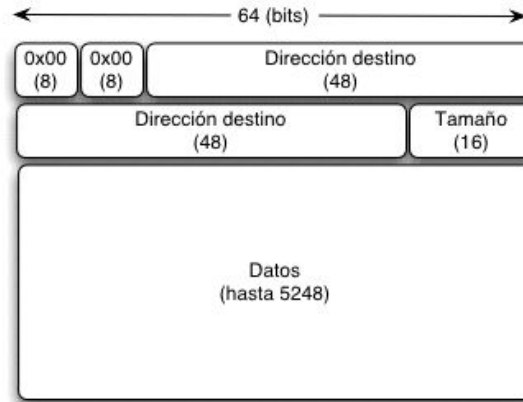 64 (bits)
0x00 0x00 Dirección destino
(8) (8) (48)
Dirección destino Tamaño
(48) (16)
Datos
(hasta 5248)